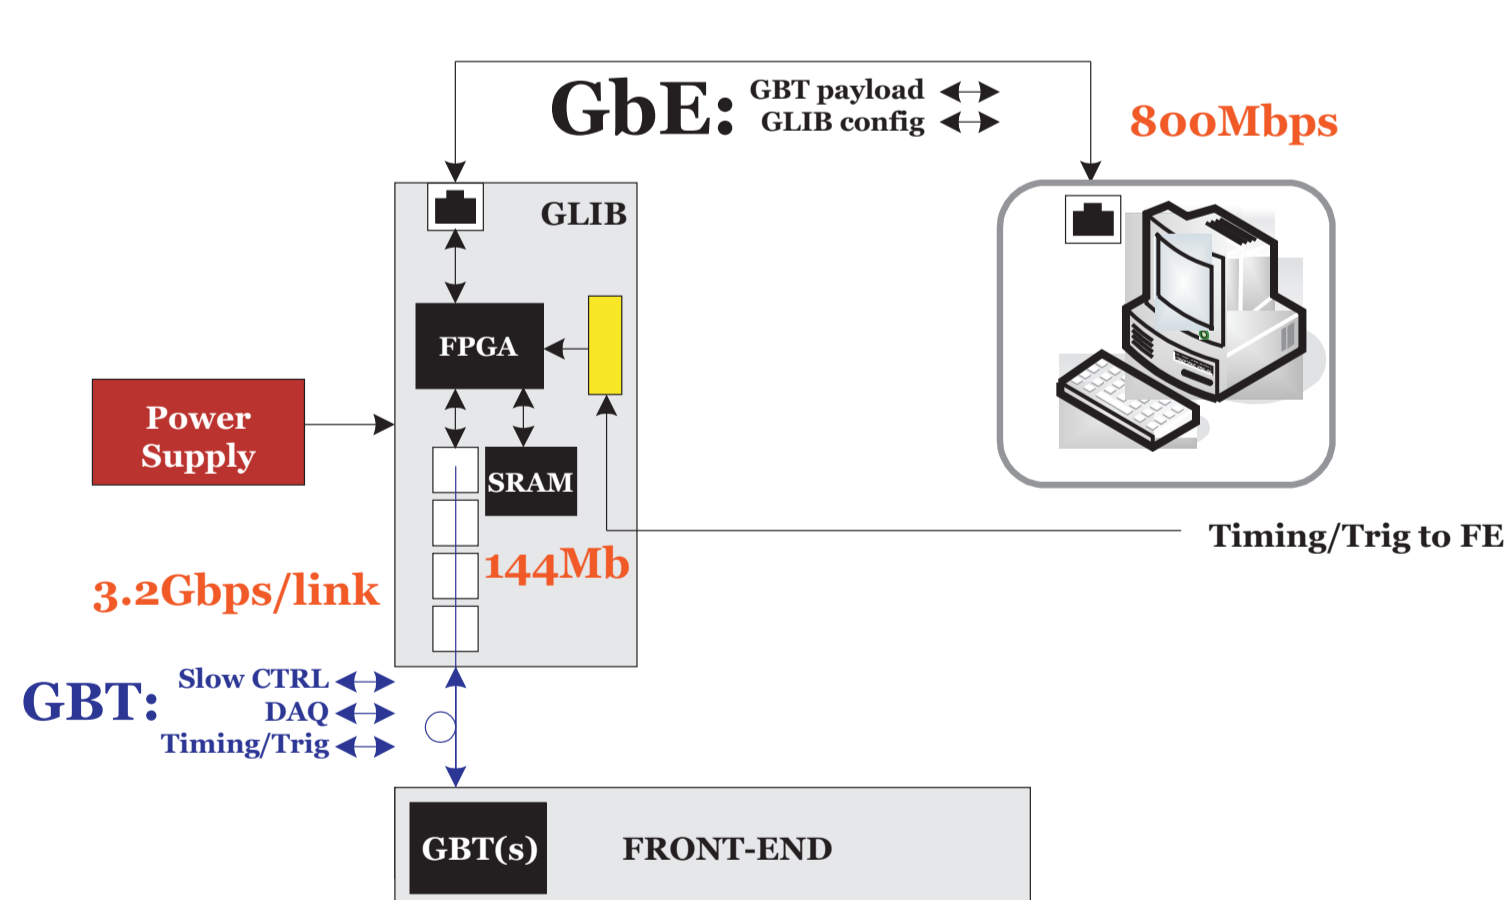 GbE:
GBT payload
GLIB config
800Mbps
GLIB
FPGA
Power
Supply
SRAM
Timing/Trig to FE
144Mb
3.2Gbps/link
GBT:
Slow CTRL
DAQ
Timing/Trig
GBT(s)
FRONT-END